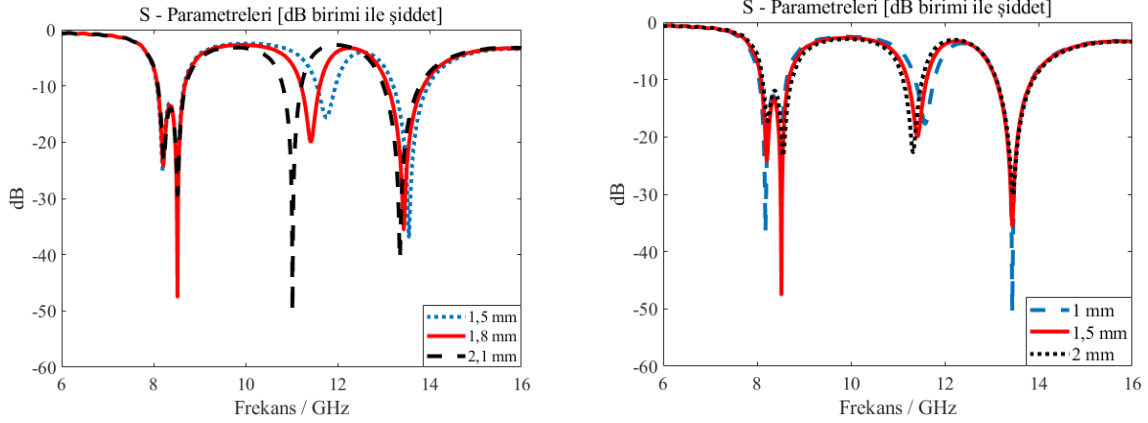 S - Parametreleri [dB birimi ile şiddet]
0
-10
-20
-30
-40
-50
-60
dB
6
8
10
12
14
16
Frekans / GHz
1,5 mm
1,8 mm
2,1 mm
S - Parametreleri [dB birimi ile şiddet]
0
-10
-20
-30
-40
-50
-60
dB
6
8
10
12
14
16
Frekans / GHz
1 mm
1,5 mm
2 mm